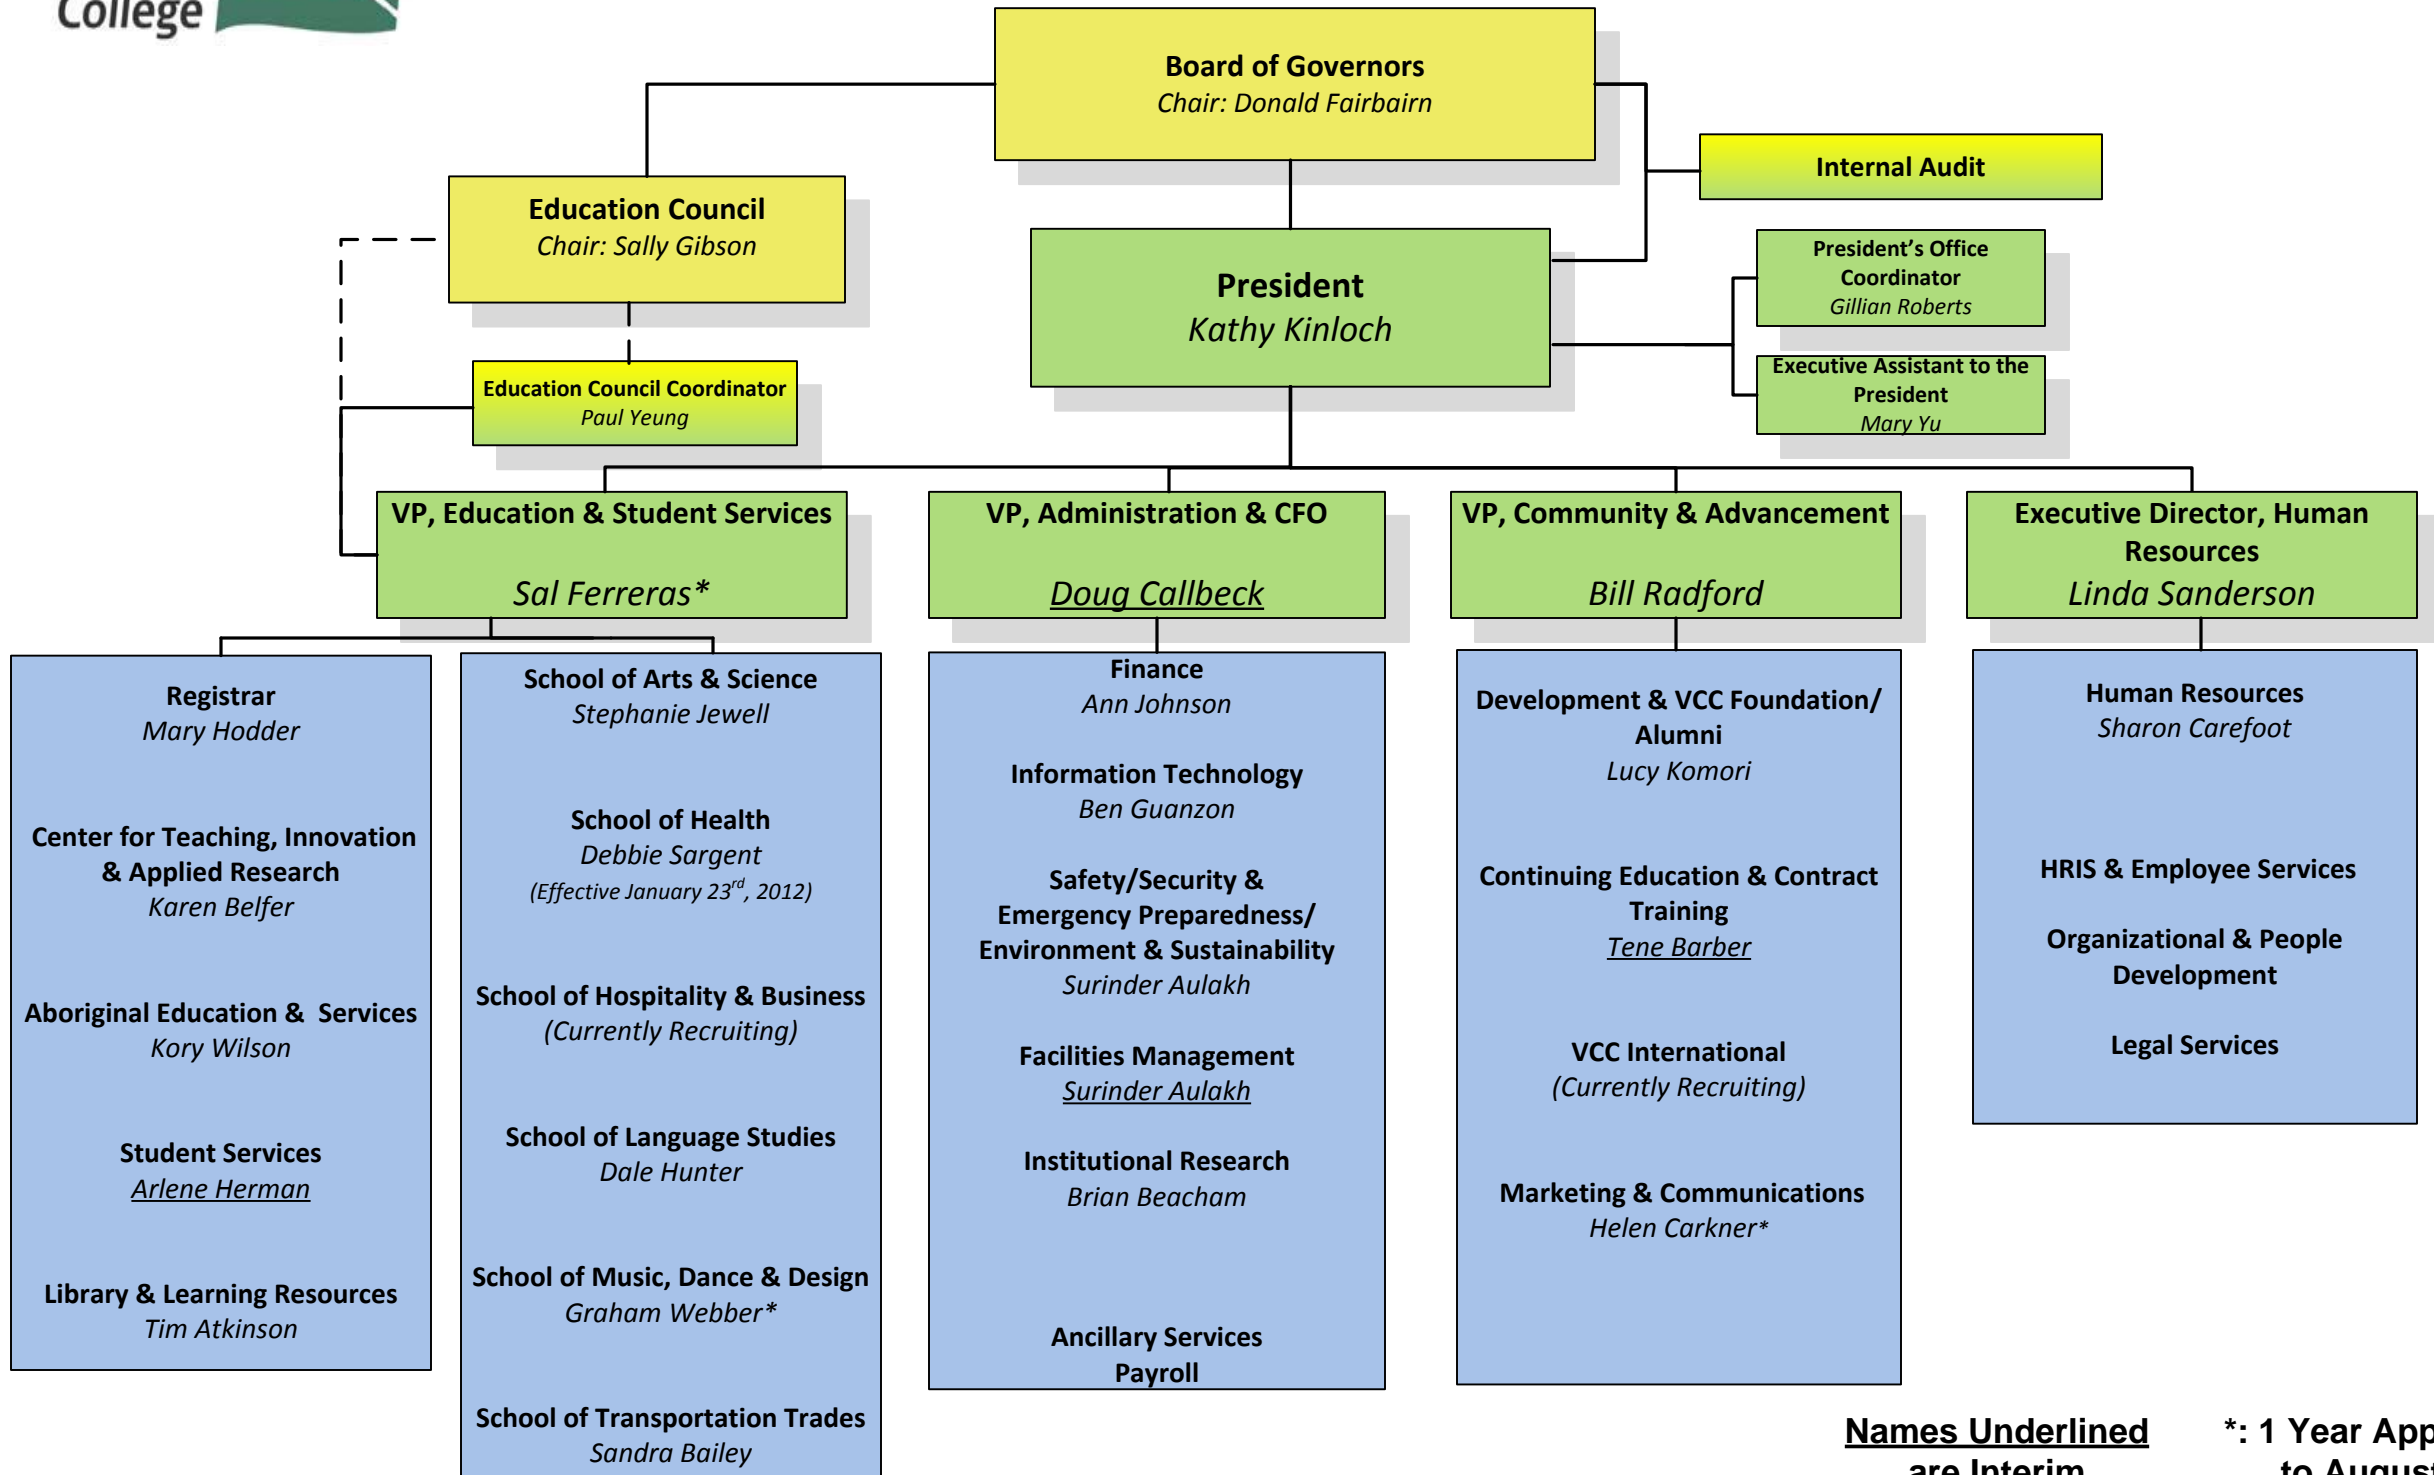 College
Board of Governors
Chair: Donald Fairbairn
Internal Audit
Education Council
Chair: Sally Gibson
President
Kathy Kinloch
President’s Office
Coordinator
Gillian Roberts
Executive Assistant to the
President
Mary Yu
Education Council Coordinator
Paul Yeung
VP, Education & Student Services
Sal Ferreras*
VP, Administration & CFO
Doug Callbeck
VP, Community & Advancement
Bill Radford
Executive Director, Human
Resources
Linda Sanderson
Registrar
Mary Hodder
Center for Teaching, Innovation
& Applied Research
Karen Belfer
Aboriginal Education & Services
Kory Wilson
Student Services
Arlene Herman
Library & Learning Resources
Tim Atkinson
School of Arts & Science
Stephanie Jewell
School of Health
Debbie Sargent
(Effective January 23rd, 2012)
School of Hospitality & Business
(Currently Recruiting)
School of Language Studies
Dale Hunter
School of Music, Dance & Design
Graham Webber*
School of Transportation Trades
Sandra Bailey
Finance
Ann Johnson
Information Technology
Ben Guanzon
Safety/Security &
Emergency Preparedness/
Environment & Sustainability
Surinder Aulakh
Facilities Management
Surinder Aulakh
Institutional Research
Brian Beacham
Ancillary Services
Payroll
Development & VCC Foundation/
Alumni
Lucy Komori
Continuing Education & Contract
Training
Tene Barber
VCC International
(Currently Recruiting)
Marketing & Communications
Helen Carkner*
Human Resources
Sharon Carefoot
HRIS & Employee Services
Organizational & People
Development
Legal Services
Names Underlined
are Interim
*: 1 Year App
to August